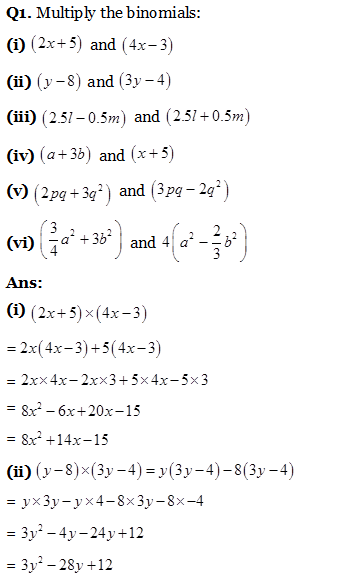 Q1. Multiply the binomials:
(i) (2x+5) and (4x−3)
(ii) (y−8) and (3y−4)
(iii) (2.5l−0.5m) and (2.5l+0.5m)
(iv) (a+3b) and (x+5)
(v) (2pq+3q²) and (3pq−2q²)
(vi) (3/4 a²+3b²) and 4(a²−2/3 b²)
Ans:
(i) (2x+5)×(4x−3)
= 2x(4x−3)+5(4x−3)
= 2x×4x−2x×3+5×4x−5×3
= 8x²−6x+20x−15
= 8x²+14x−15
(ii) (y−8)×(3y−4)=y(3y−4)−8(3y−4)
= y×3y−y×4−8×3y−8×−4
= 3y²−4y−24y+12
= 3y²−28y+12